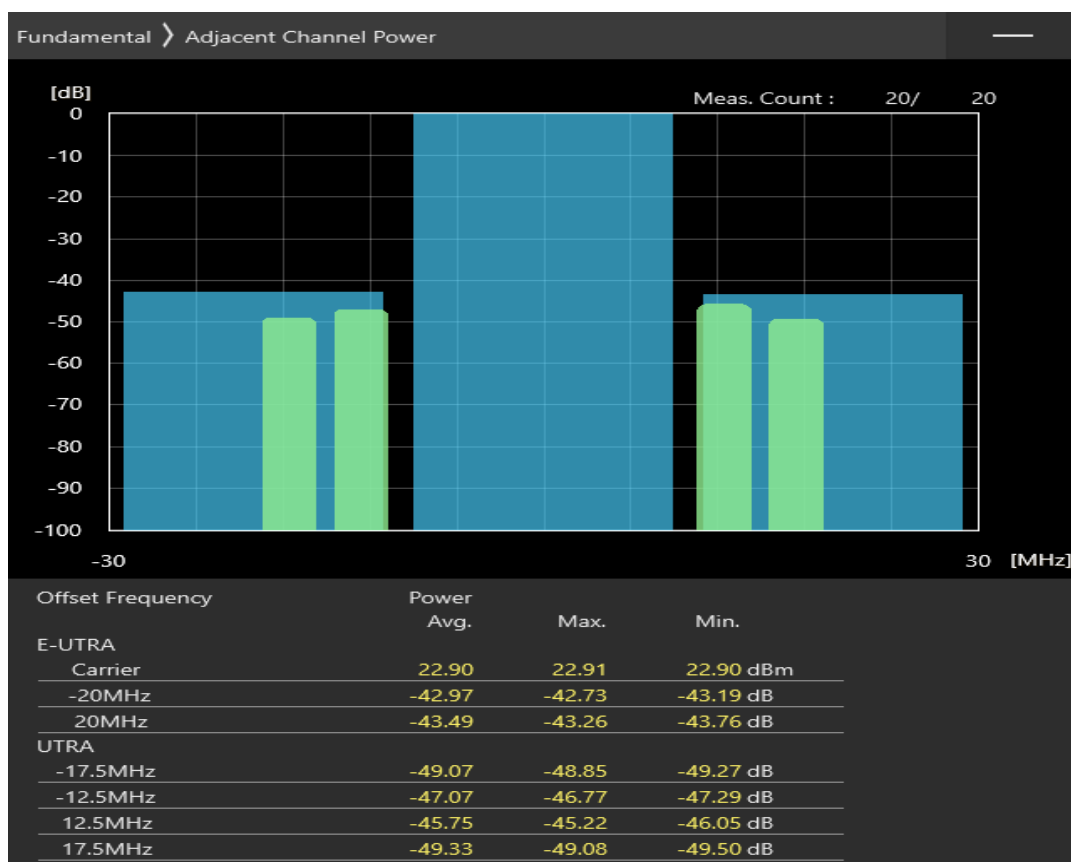 Fundamental ❯ Adjacent Channel Power
[dB]
Meas. Count : 20/ 20
0
-10
-20
-30
-40
-50
-60
-70
-80
-90
-100
-30 30 [MHz]
Offset Frequency Power
Avg. Max. Min.
E-UTRA
Carrier 22.90 22.91 22.90 dBm
-20MHz -42.97 -42.73 -43.19 dB
20MHz -43.49 -43.26 -43.76 dB
UTRA
-17.5MHz -49.07 -48.85 -49.27 dB
-12.5MHz -47.07 -46.77 -47.29 dB
12.5MHz -45.75 -45.22 -46.05 dB
17.5MHz -49.33 -49.08 -49.50 dB